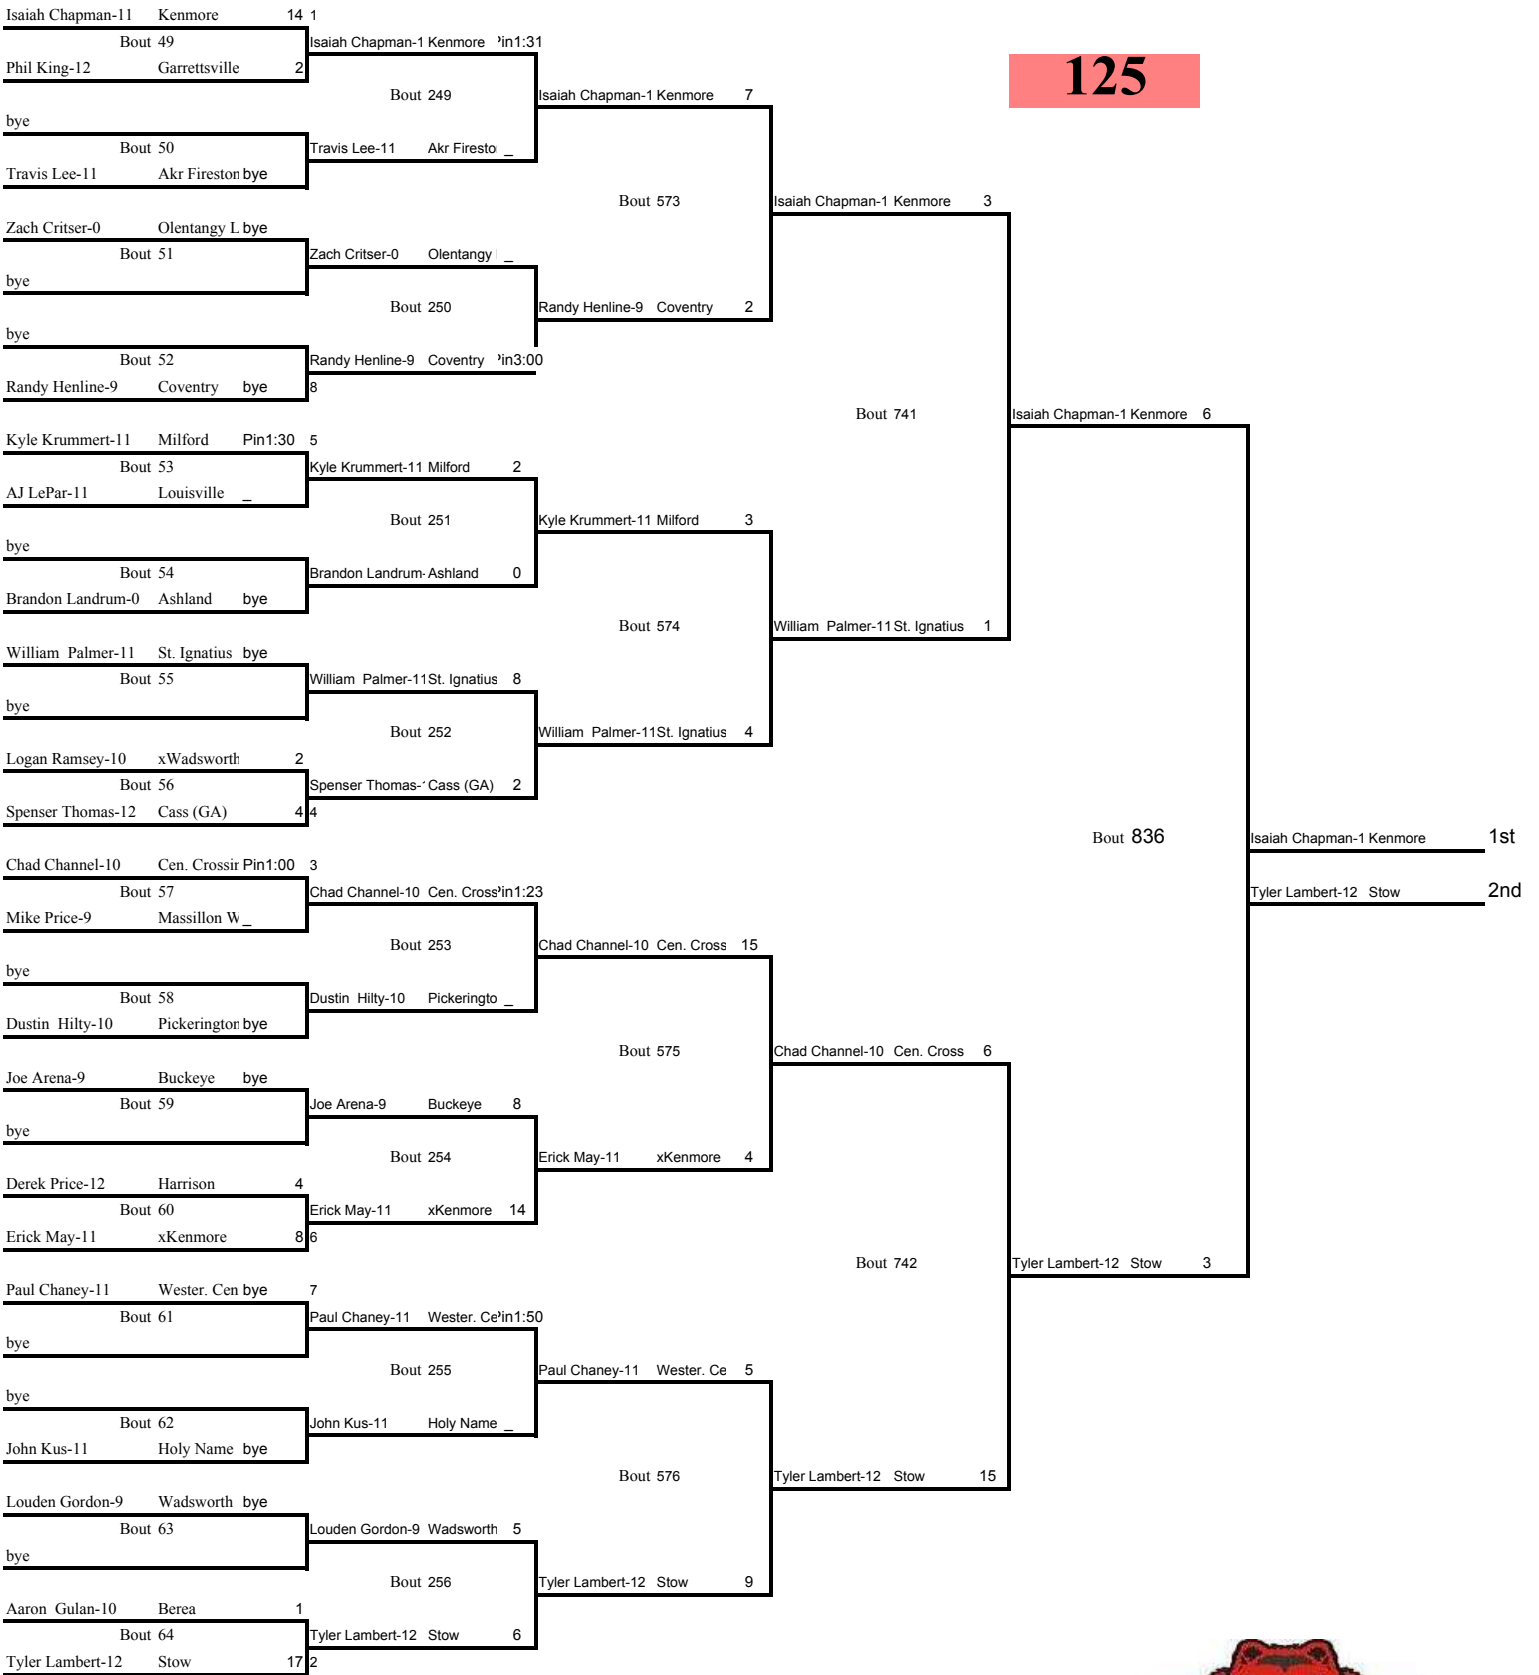 Isaiah Chapman-11 Kenmore 14 1
Bout 49 Isaiah Chapman-1 Kenmore Pin1:31
125
Phil King-12 Garrettsville 2
Bout 249 Isaiah Chapman-1 Kenmore 7
bye
Bout 50 Travis Lee-11 Akr Firesto _
Travis Lee-11 Akr Fireston bye
Bout 573 Isaiah Chapman-1 Kenmore 3
Zach Critser-0 Olentangy L bye
Bout 51 Zach Critser-0 Olentangy _
bye
Bout 250 Randy Henline-9 Coventry 2
bye
Bout 52 Randy Henline-9 Coventry Pin3:00
Randy Henline-9 Coventry bye 8
Bout 741 Isaiah Chapman-1 Kenmore 6
Kyle Krummert-11 Milford Pin1:30 5
Bout 53 Kyle Krummert-11 Milford 2
AJ LePar-11 Louisville _
Bout 251 Kyle Krummert-11 Milford 3
bye
Bout 54 Brandon Landrum- Ashland 0
Brandon Landrum-0 Ashland bye
Bout 574 William Palmer-11 St. Ignatius 1
William Palmer-11 St. Ignatius bye
Bout 55 William Palmer-11 St. Ignatius 8
bye
Bout 252 William Palmer-11 St. Ignatius 4
Logan Ramsey-10 xWadsworth 2
Bout 56 Spenser Thomas- Cass (GA) 2
Spenser Thomas-12 Cass (GA) 4 4
Bout 836 Isaiah Chapman-1 Kenmore 1st
Chad Channel-10 Cen. Crossir Pin1:00 3
Bout 57 Chad Channel-10 Cen. Cross Pin1:23
Tyler Lambert-12 Stow 2nd
Mike Price-9 Massillon W _
Bout 253 Chad Channel-10 Cen. Cross 15
bye
Bout 58 Dustin Hilty-10 Pickeringto _
Dustin Hilty-10 Pickerington bye
Bout 575 Chad Channel-10 Cen. Cross 6
Joe Arena-9 Buckeye bye
Bout 59 Joe Arena-9 Buckeye 8
bye
Bout 254 Erick May-11 xKenmore 4
Derek Price-12 Harrison 4
Bout 60 Erick May-11 xKenmore 14
Erick May-11 xKenmore 8 6
Bout 742 Tyler Lambert-12 Stow 3
Paul Chaney-11 Wester. Cen bye 7
Bout 61 Paul Chaney-11 Wester. Ce Pin1:50
bye
Bout 255 Paul Chaney-11 Wester. Ce 5
bye
Bout 62 John Kus-11 Holy Name _
John Kus-11 Holy Name bye
Bout 576 Tyler Lambert-12 Stow 15
Louden Gordon-9 Wadsworth bye
Bout 63 Louden Gordon-9 Wadsworth 5
bye
Bout 256 Tyler Lambert-12 Stow 9
Aaron Gulan-10 Berea 1
Bout 64 Tyler Lambert-12 Stow 6
Tyler Lambert-12 Stow 17 2